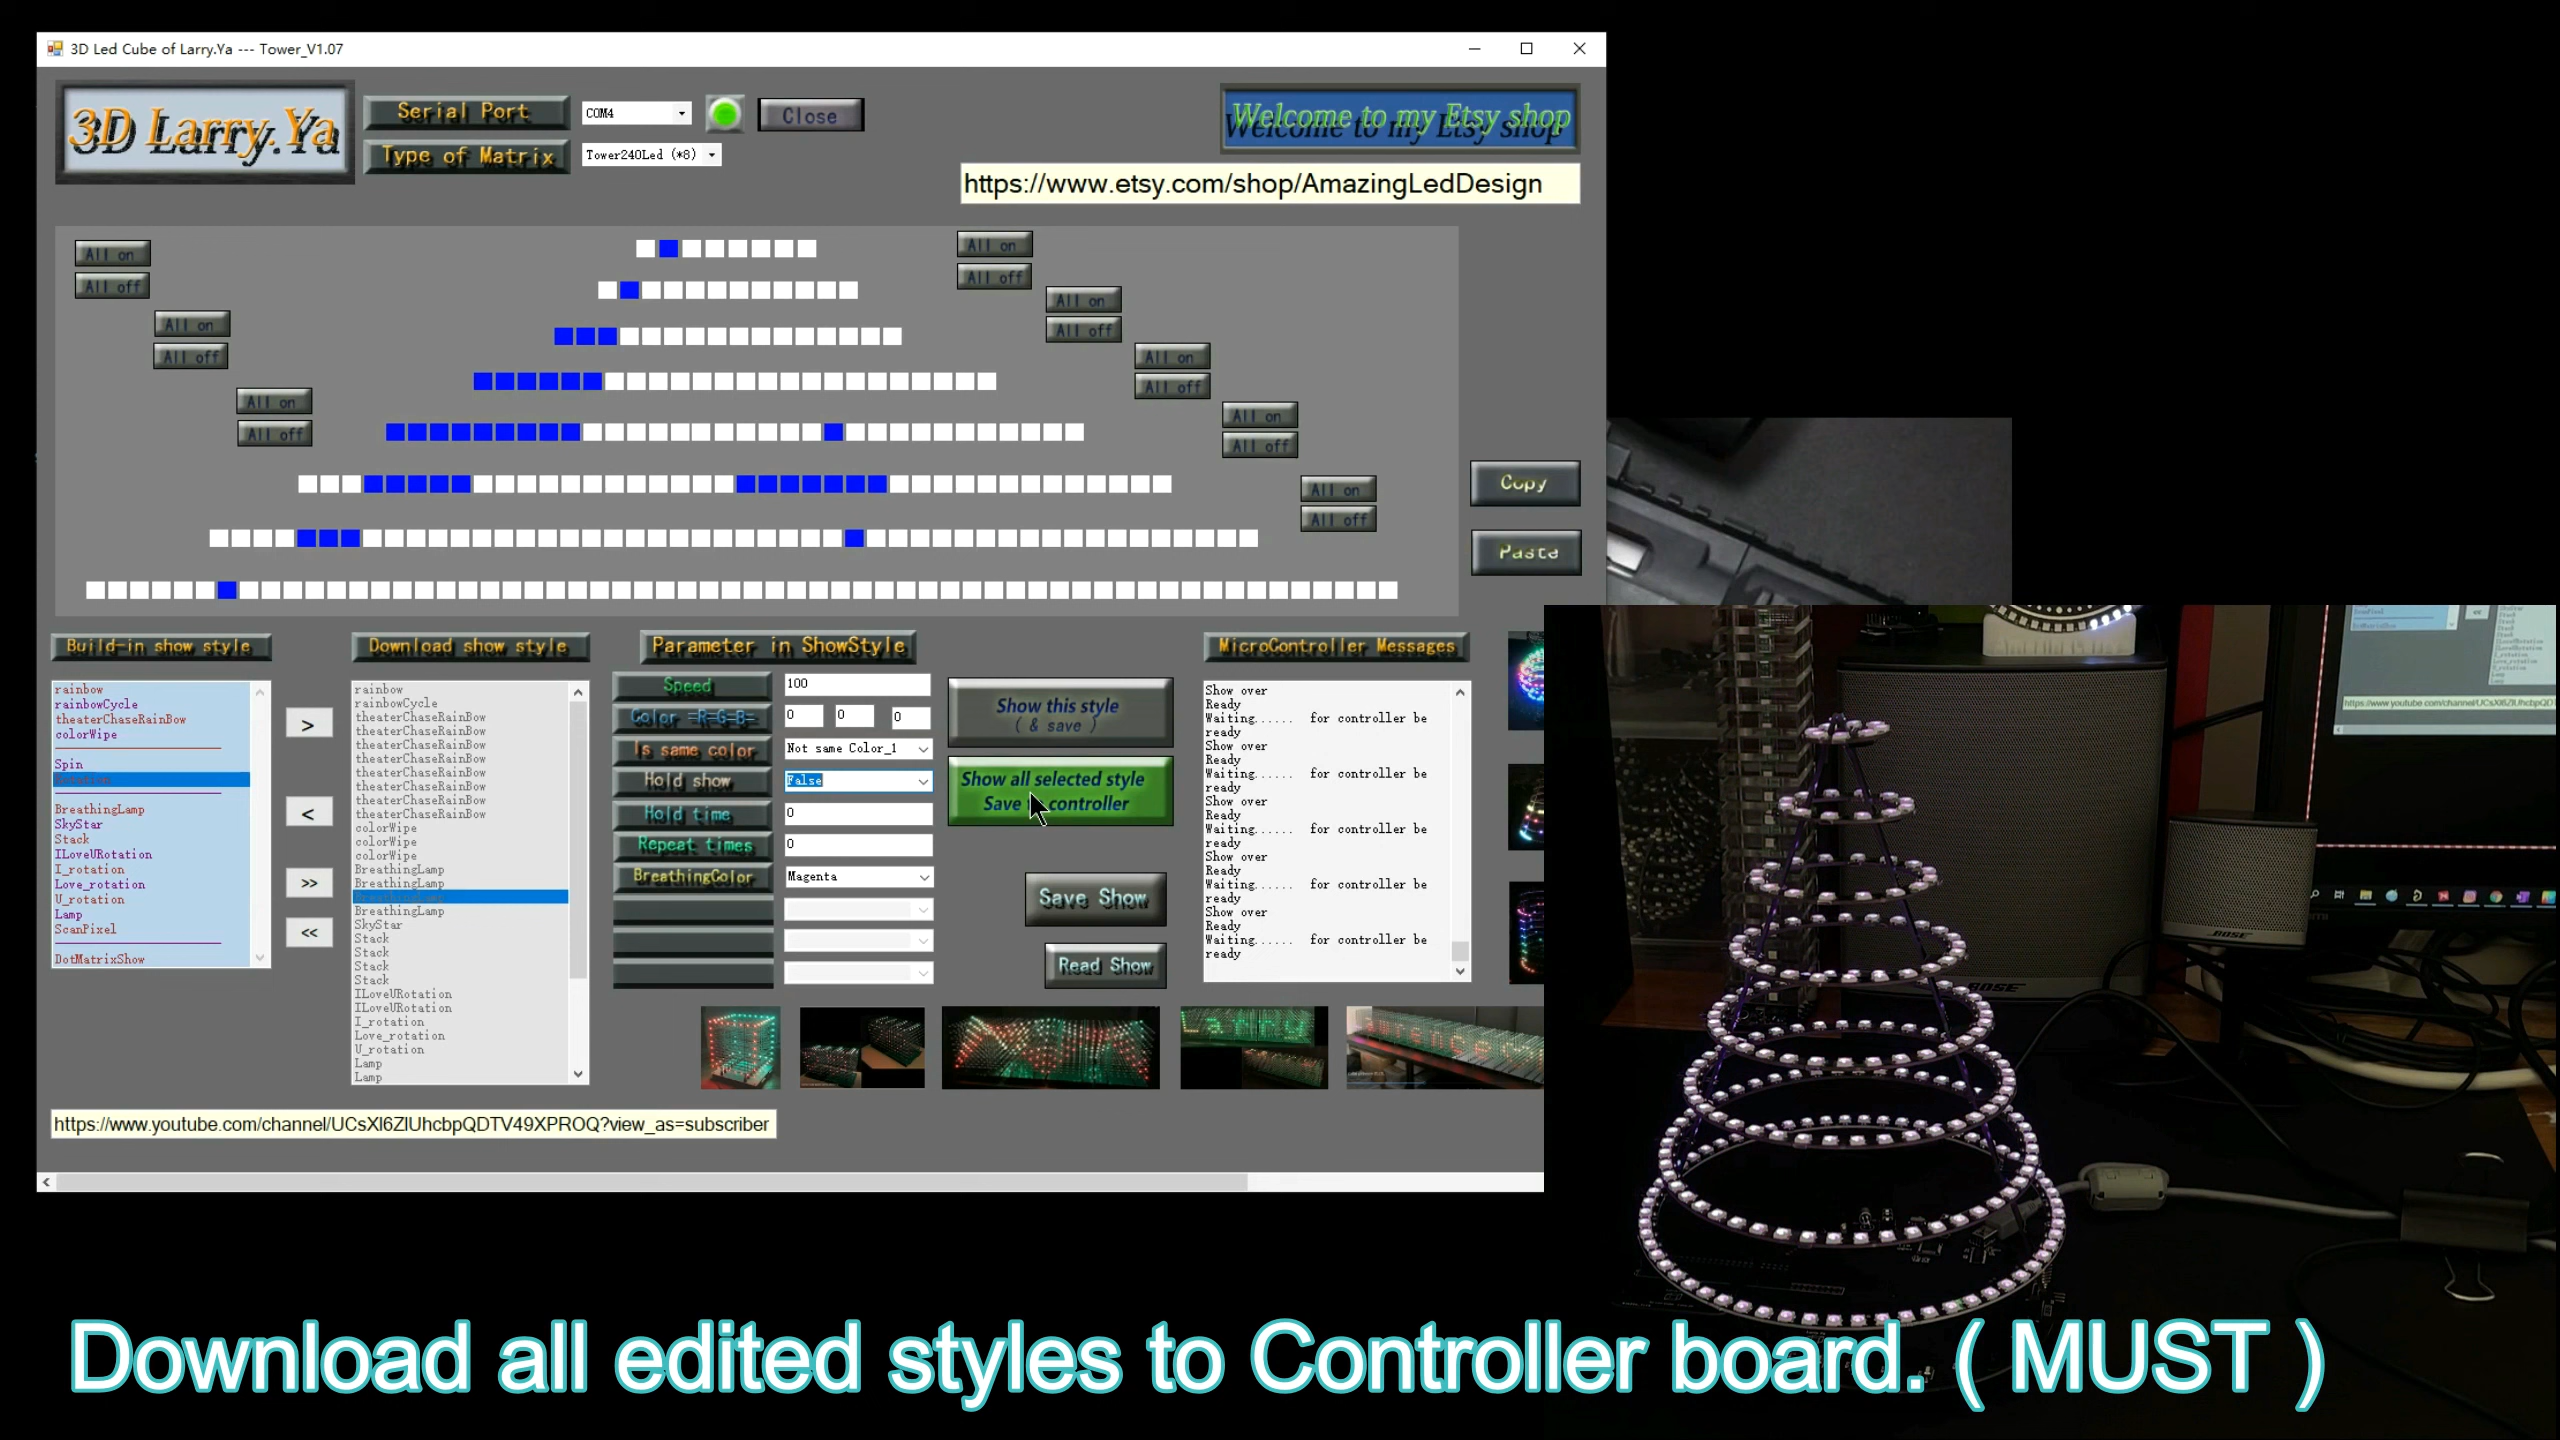 3D Led Cube of Larry.Ya --- Tower_V1.07
3D Larry.Ya
Serial Port
COM4
Close
Type of Matrix
Tower240Led (*8)
Welcome to my Etsy shop
https://www.etsy.com/shop/AmazingLedDesign
All on
All off
All on
All off
All on
All off
All on
All off
All on
All off
All on
All off
All on
All off
All on
All off
Copy
Paste
Build-in show style
rainbow
rainbowCycle
theaterChaseRainBow
colorWipe
Spin
BreathingLamp
SkyStar
Stack
ILoveURotation
I_rotation
Love_rotation
U_rotation
Lamp
ScanPixel
DotMatrixShow
>
<
>>
<<
Download show style
rainbow
rainbowCycle
theaterChaseRainBow
theaterChaseRainBow
theaterChaseRainBow
theaterChaseRainBow
theaterChaseRainBow
theaterChaseRainBow
theaterChaseRainBow
theaterChaseRainBow
colorWipe
colorWipe
colorWipe
BreathingLamp
BreathingLamp
BreathingLamp
BreathingLamp
SkyStar
Stack
Stack
Stack
Stack
ILoveURotation
ILoveURotation
I_rotation
Love_rotation
U_rotation
Lamp
Lamp
Parameter in ShowStyle
Speed
100
Color =R=G=B=
0 0 0
Is same color
Not same Color_1
Hold show
False
Hold time
0
Repeat times
0
BreathingColor
Magenta
Show this style
( & save )
Show all selected style
Save to controller
Save Show
Read Show
MicroController Messages
Show over
Ready
Waiting...... for controller be
ready
Show over
Ready
Waiting...... for controller be
ready
Show over
Ready
Waiting...... for controller be
ready
Show over
Ready
Waiting...... for controller be
ready
Show over
Ready
Waiting...... for controller be
ready
https://www.youtube.com/channel/UCsXl6ZlUhcbpQDTV49XPROQ?view_as=subscriber
BOSE
BOSE
Download all edited styles to Controller board. ( MUST )